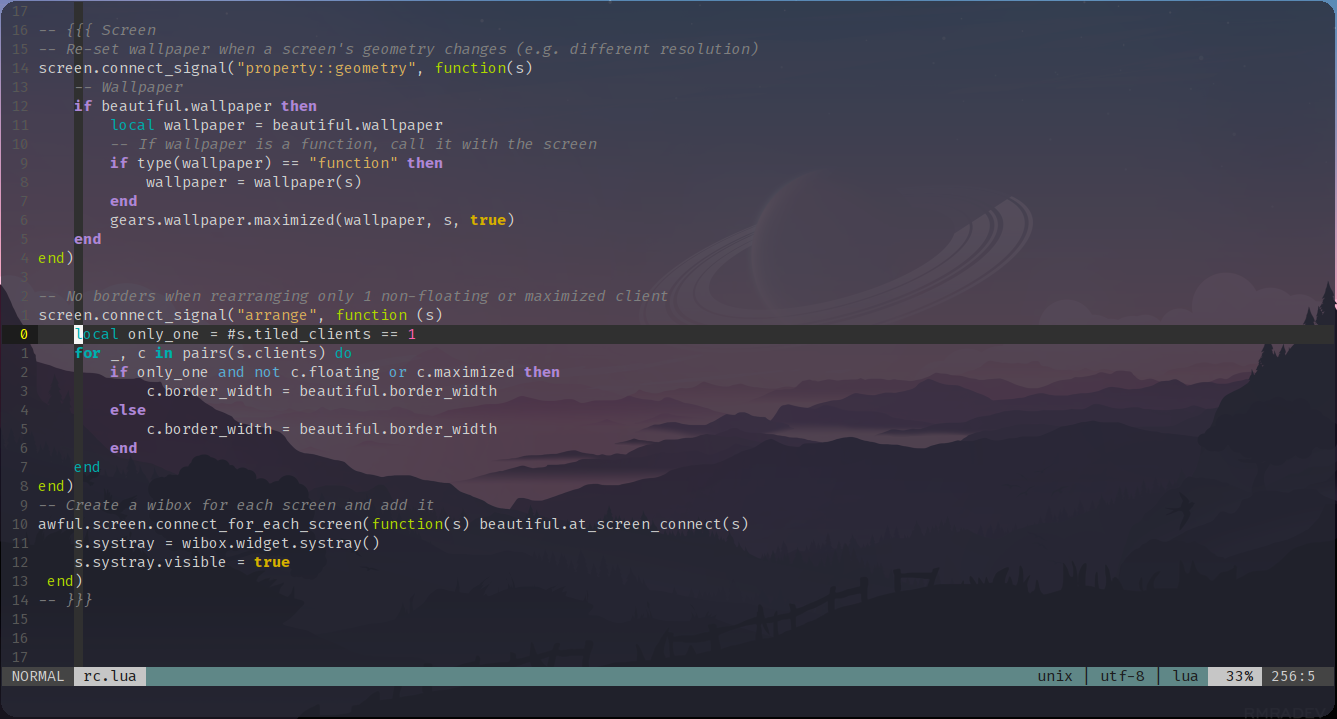 17
16 -- {{{ Screen
15 -- Re-set wallpaper when a screen's geometry changes (e.g. different resolution)
14 screen.connect_signal("property::geometry", function(s)
13     -- Wallpaper
12     if beautiful.wallpaper then
11         local wallpaper = beautiful.wallpaper
10         -- If wallpaper is a function, call it with the screen
9         if type(wallpaper) == "function" then
8             wallpaper = wallpaper(s)
7         end
6         gears.wallpaper.maximized(wallpaper, s, true)
5     end
4 end)
3
2 -- No borders when rearranging only 1 non-floating or maximized client
1 screen.connect_signal("arrange", function (s)
0     local only_one = #s.tiled_clients == 1
1     for _, c in pairs(s.clients) do
2         if only_one and not c.floating or c.maximized then
3             c.border_width = beautiful.border_width
4         else
5             c.border_width = beautiful.border_width
6         end
7     end
8 end)
9 -- Create a wibox for each screen and add it
10 awful.screen.connect_for_each_screen(function(s) beautiful.at_screen_connect(s)
11     s.systray = wibox.widget.systray()
12     s.systray.visible = true
13  end)
14 -- }}}
15
16
17
NORMAL rc.lua unix | utf-8 | lua 33% 256:5